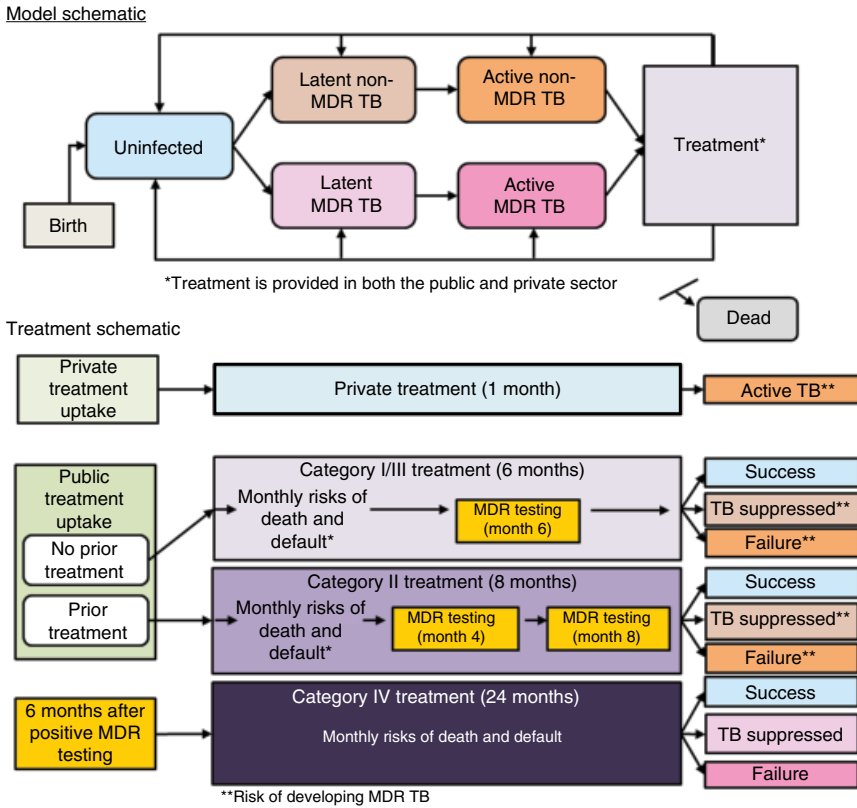 Model schematic
Latent non-
MDR TB
Active non-
MDR TB
Uninfected
Treatment*
Latent
MDR TB
Active
MDR TB
Birth
*Treatment is provided in both the public and private sector
Dead
Treatment schematic
Private
treatment
uptake
Private treatment (1 month)
Active TB**
Public
treatment
uptake
No prior
treatment
Prior
treatment
Category I/III treatment (6 months)
Monthly risks of
death and
default*
MDR testing
(month 6)
Success
TB suppressed**
Failure**
Category II treatment (8 months)
Monthly risks of
death and
default*
MDR testing
(month 4)
MDR testing
(month 8)
Success
TB suppressed**
Failure**
6 months after
positive MDR
testing
Category IV treatment (24 months)
Monthly risks of death and default
Success
TB suppressed
Failure
**Risk of developing MDR TB